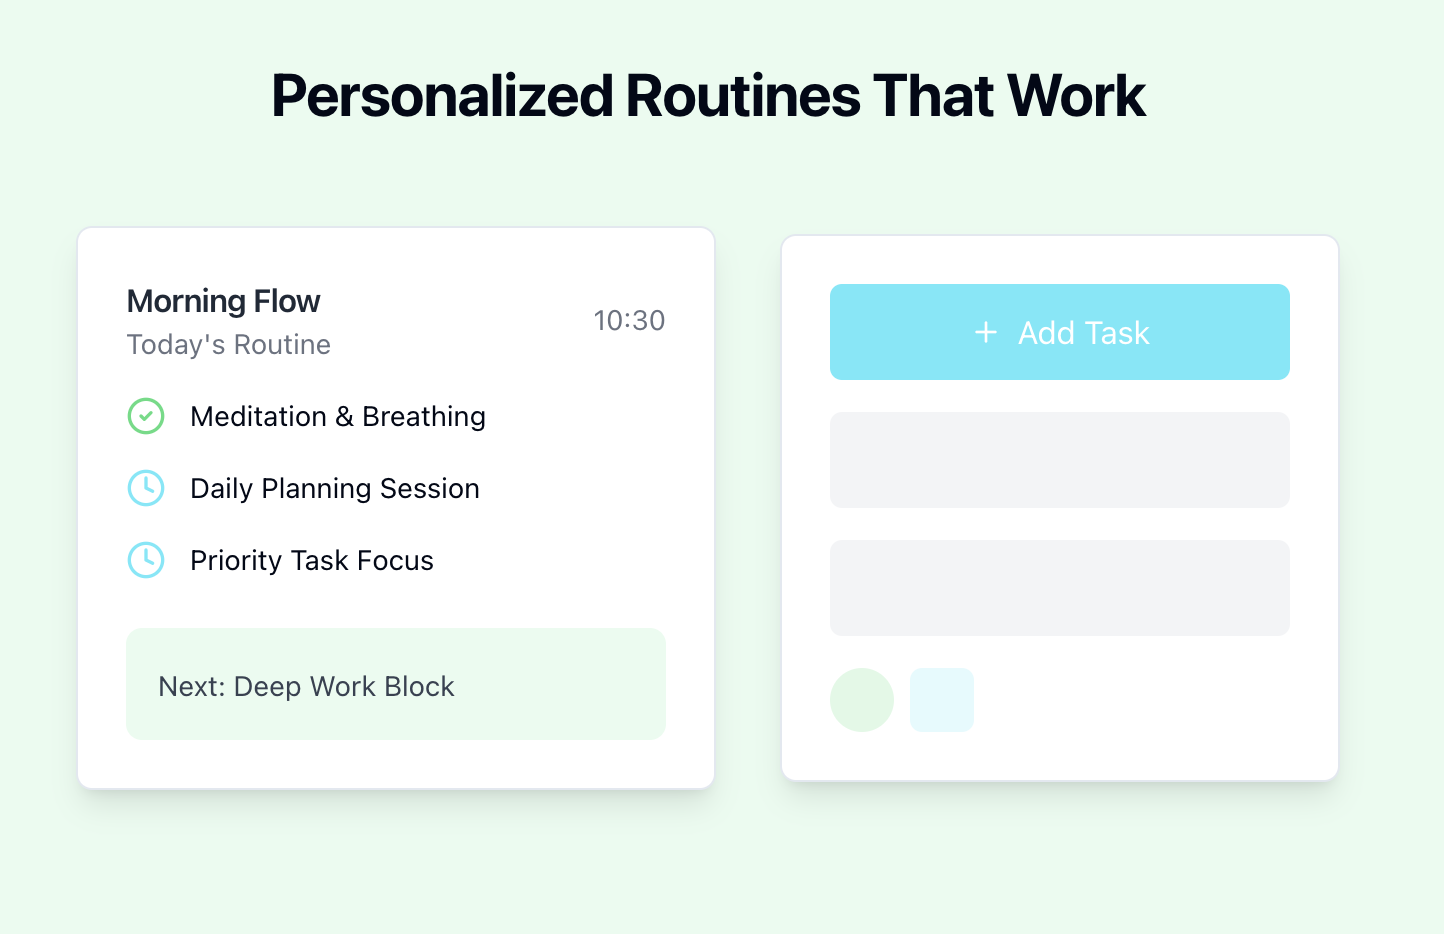 Personalized Routines That Work
Morning Flow
Today's Routine
10:30
Meditation & Breathing
Daily Planning Session
Priority Task Focus
Next: Deep Work Block
+ Add Task